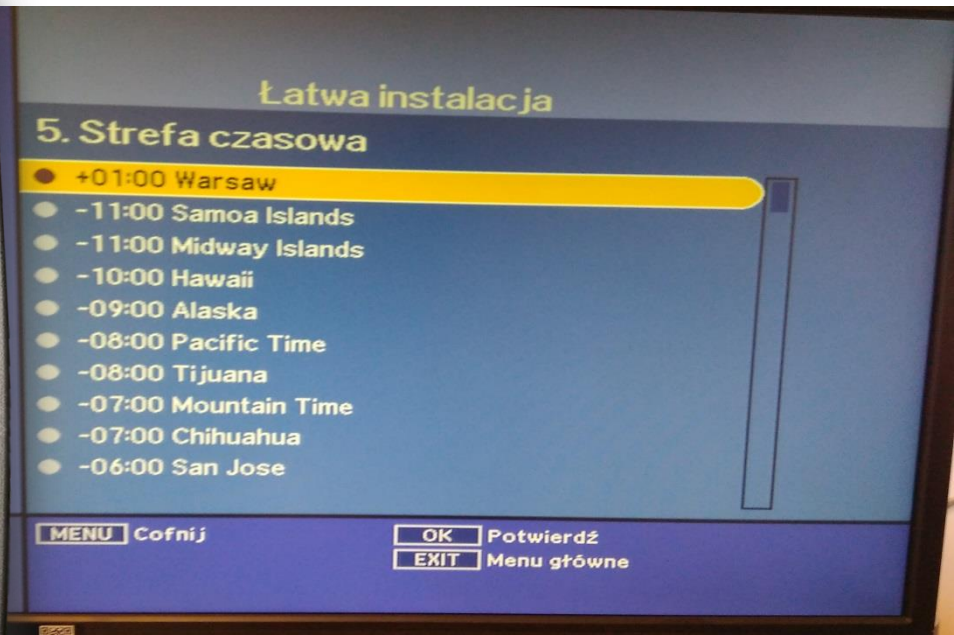 Łatwa instalacja
5. Strefa czasowa
+01:00 Warsaw
-11:00 Samoa Islands
-11:00 Midway Islands
-10:00 Hawaii
-09:00 Alaska
-08:00 Pacific Time
-08:00 Tijuana
-07:00 Mountain Time
-07:00 Chihuahua
-06:00 San Jose
MENU Cofnij
OK Potwierdź
EXIT Menu główne